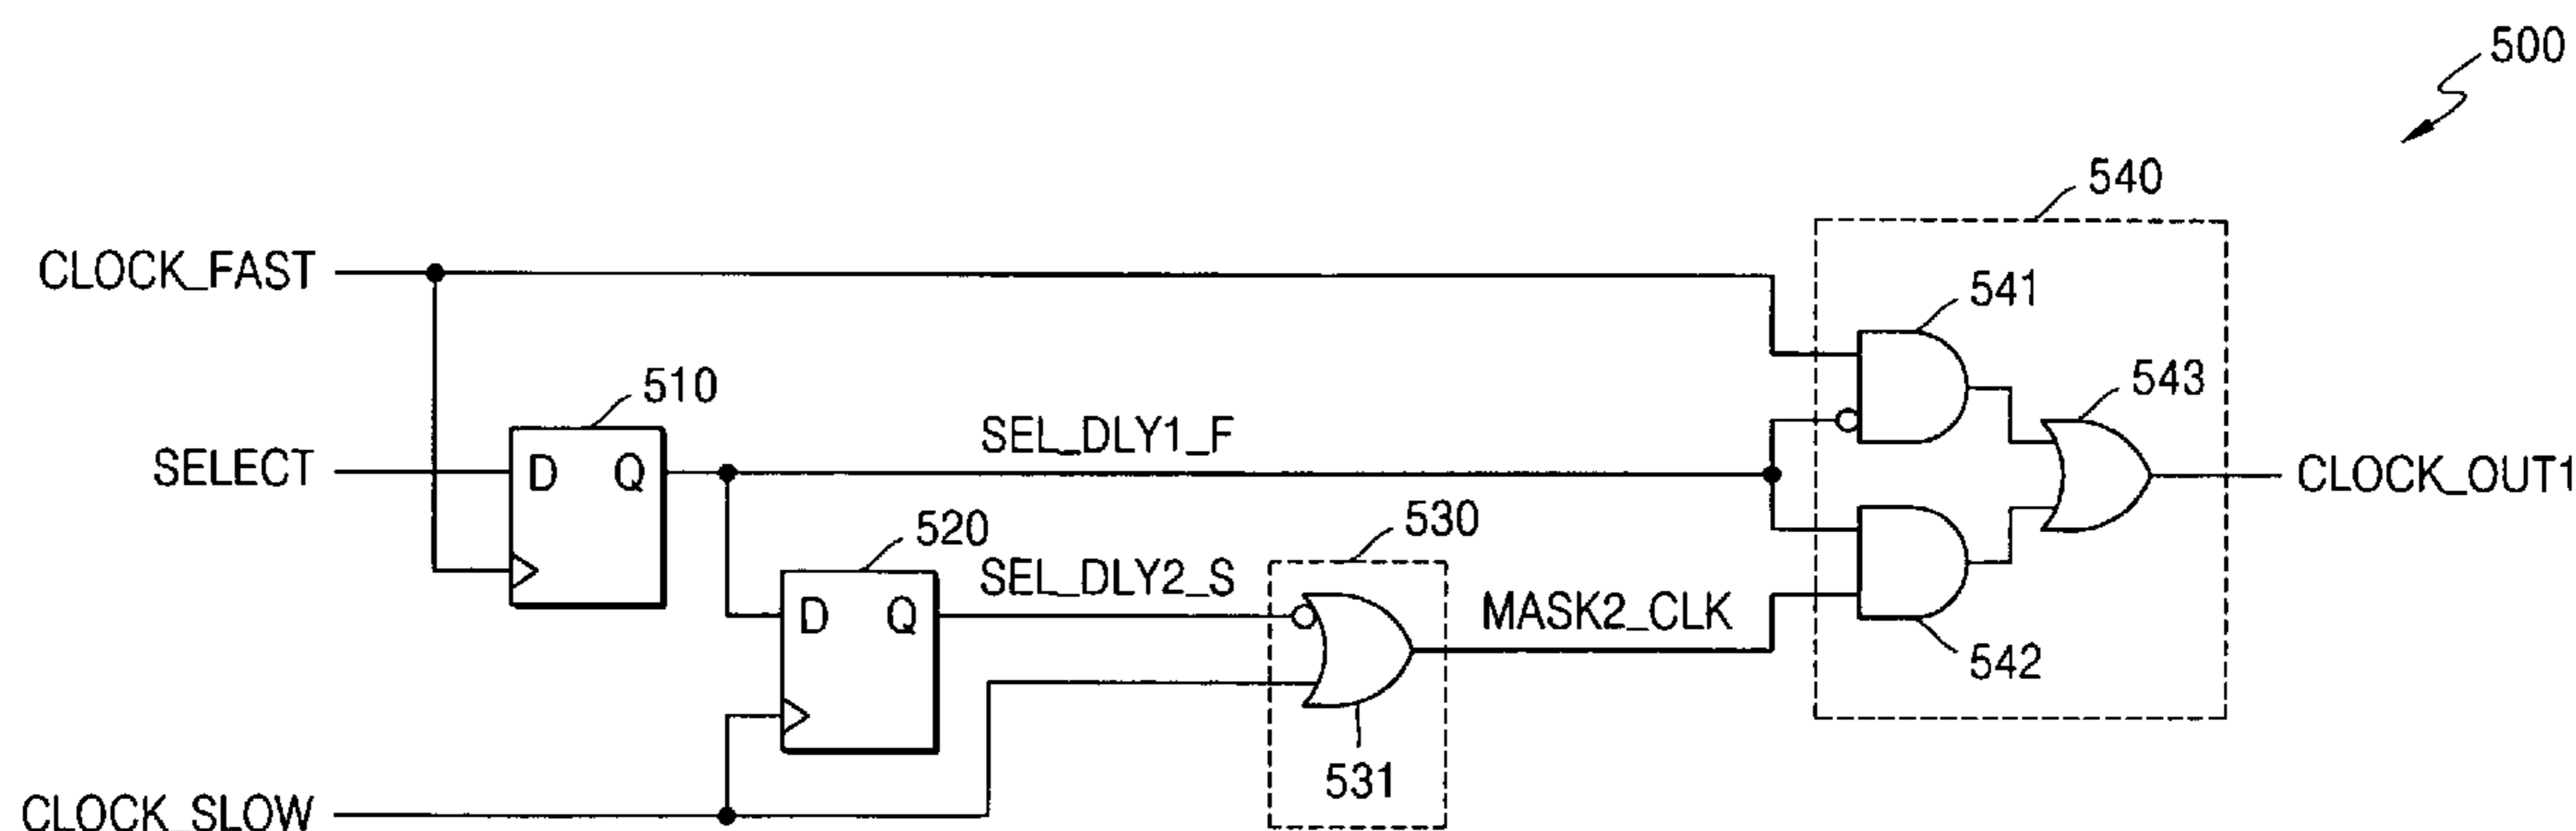 500
540
CLOCK_FAST
541
510
543
SEL_DLY1_F
SELECT
D Q
CLOCK_OUT1
520
530
SEL_DLY2_S
D Q
MASK2_CLK
542
531
CLOCK_SLOW